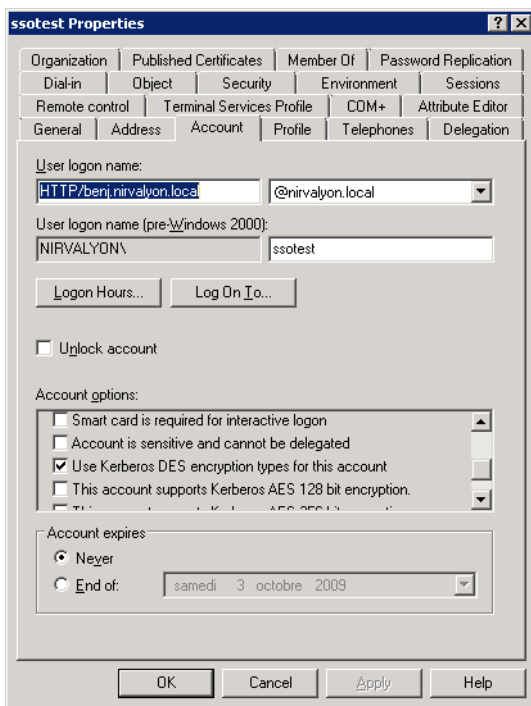 ssotest Properties
Organization Published Certificates Member Of Password Replication
Dial-in Object Security Environment Sessions
Remote control Terminal Services Profile COM+ Attribute Editor
General Address Account Profile Telephones Delegation
User logon name:
HTTP/benj.nirvalyon.local @nirvalyon.local
User logon name (pre-Windows 2000):
NIRVALYON\ ssotest
Logon Hours... Log On To...
Unlock account
Account options:
Smart card is required for interactive logon
Account is sensitive and cannot be delegated
Use Kerberos DES encryption types for this account
This account supports Kerberos AES 128 bit encryption.
Account expires
Never
End of: samedi 3 octobre 2009
OK Cancel Apply Help